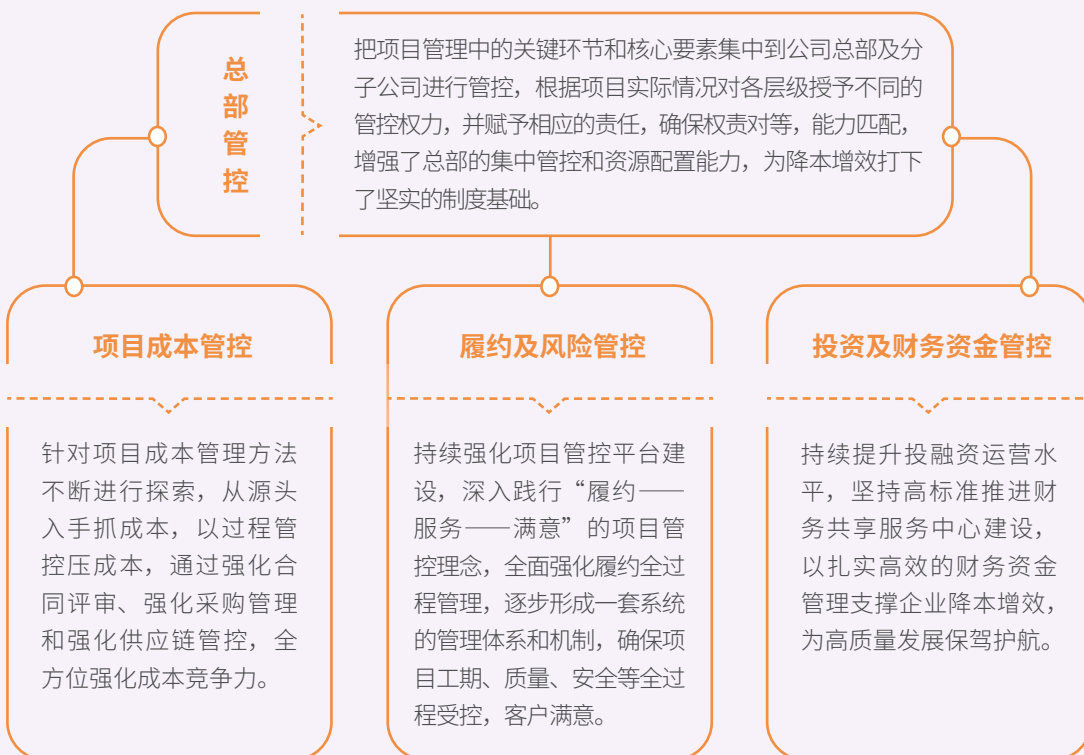 总部管控
把项目管理中的关键环节和核心要素集中到公司总部及分
子公司进行管控，根据项目实际情况对各层级授予不同的
管控权力，并赋予相应的责任，确保权责对等，能力匹配，
增强了总部的集中管控和资源配置能力，为降本增效打下
了坚实的制度基础。
项目成本管控
针对项目成本管理方法
不断进行探索，从源头
入手抓成本，以过程管
控压成本，通过强化合
同评审、强化采购管理
和强化供应链管控，全
方位强化成本竞争力。
履约及风险管控
持续强化项目管控平台建
设，深入践行“履约——
服务——满意”的项目管
控理念，全面强化履约全过
程管理，逐步形成一套系统
的管理体系和机制，确保项
目工期、质量、安全等全过
程受控，客户满意。
投资及财务资金管控
持续提升投融资运营水
平，坚持高标准推进财
务共享服务中心建设，
以扎实高效的财务资金
管理支撑企业降本增效，
为高质量发展保驾护航。